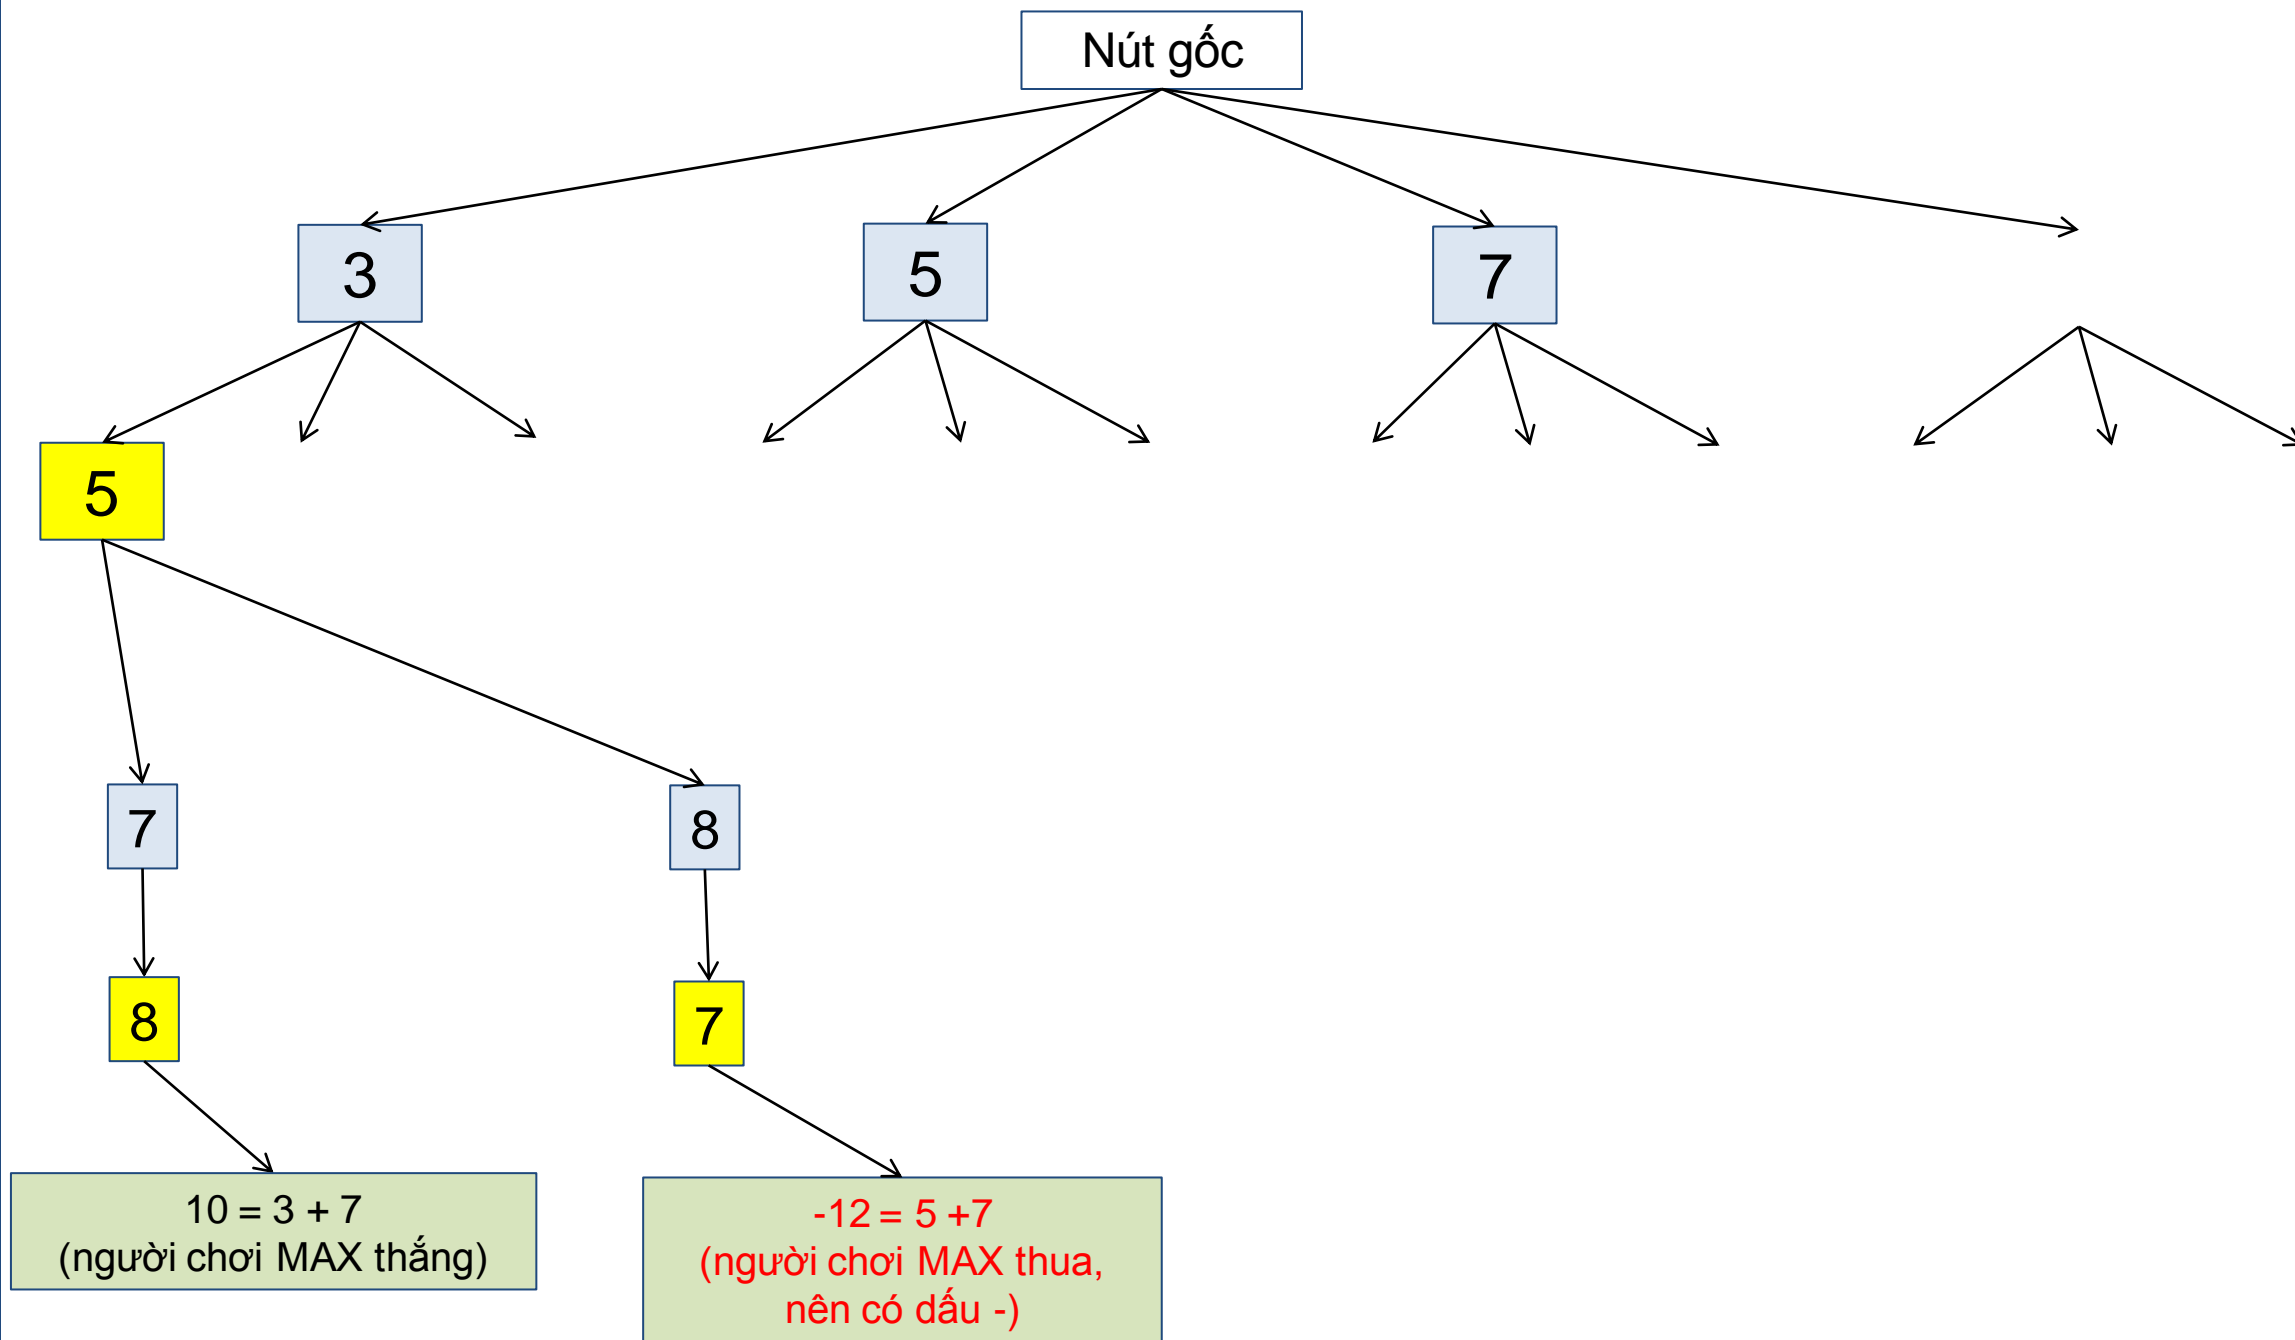 Nút gốc
3
5
7
5
7
8
8
7
10 = 3 + 7
(người chơi MAX thắng)
-12 = 5 +7
(người chơi MAX thua,
nên có dấu -)